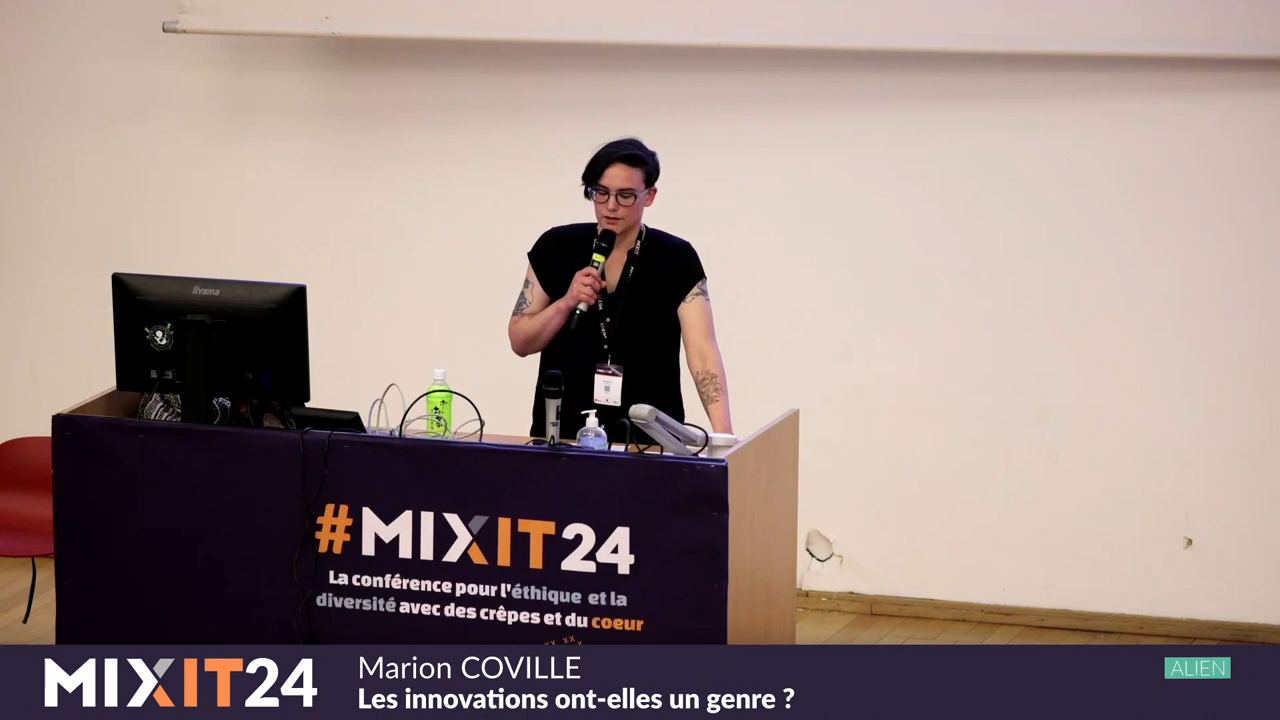 iiyama
MIXIT
#MIXIT24
La conférence pour l'éthique et la
diversité avec des crêpes et du coeur
MIXIT24
Marion COVILLE
Les innovations ont-elles un genre ?
ALIEN